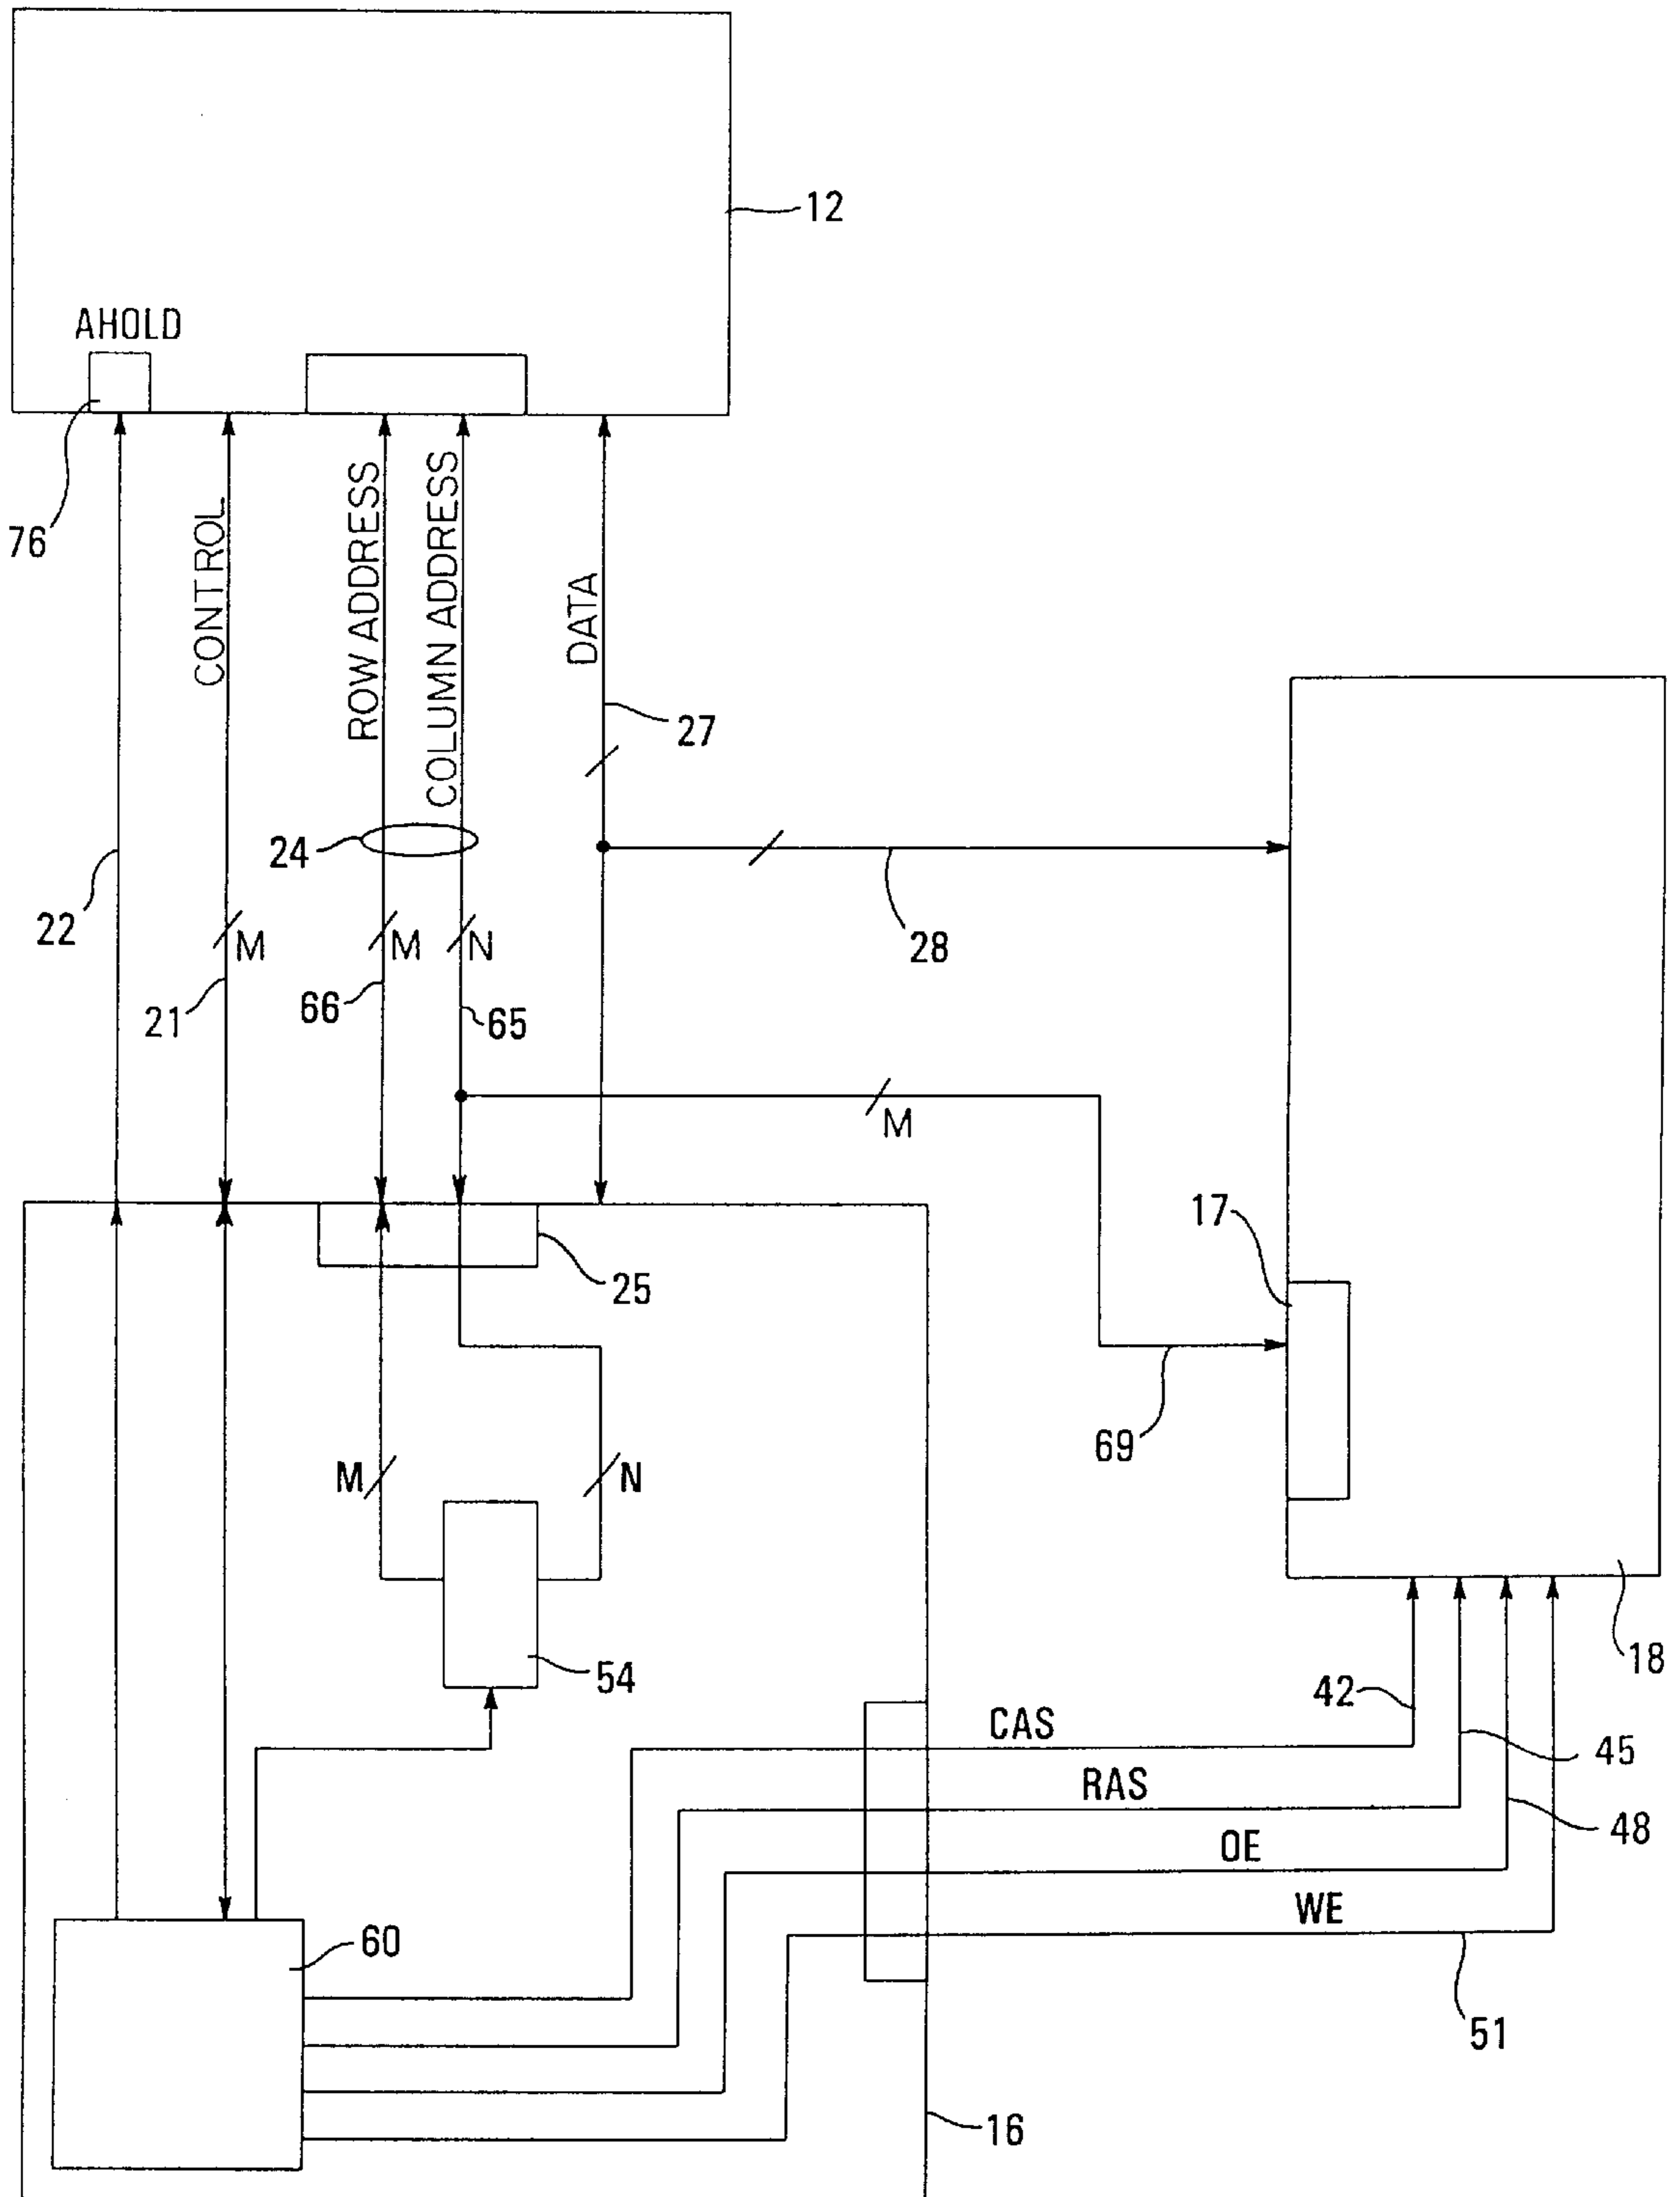 12
AHOLD
76
CONTROL
ROW ADDRESS
COLUMN ADDRESS
DATA
27
24
22
M
M
N
28
21
66
65
M
17
25
69
M
N
54
18
42
CAS
45
RAS
48
OE
WE
60
51
16